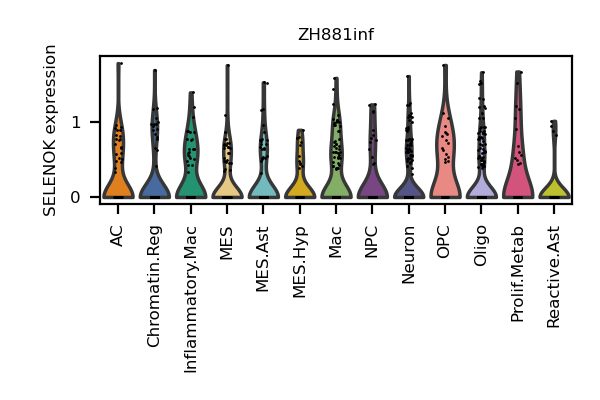 ZH881inf
SELENOK expression
1
0
AC
Chromatin.Reg
Inflammatory.Mac
MES
MES.Ast
MES.Hyp
Mac
NPC
Neuron
OPC
Oligo
Prolif.Metab
Reactive.Ast